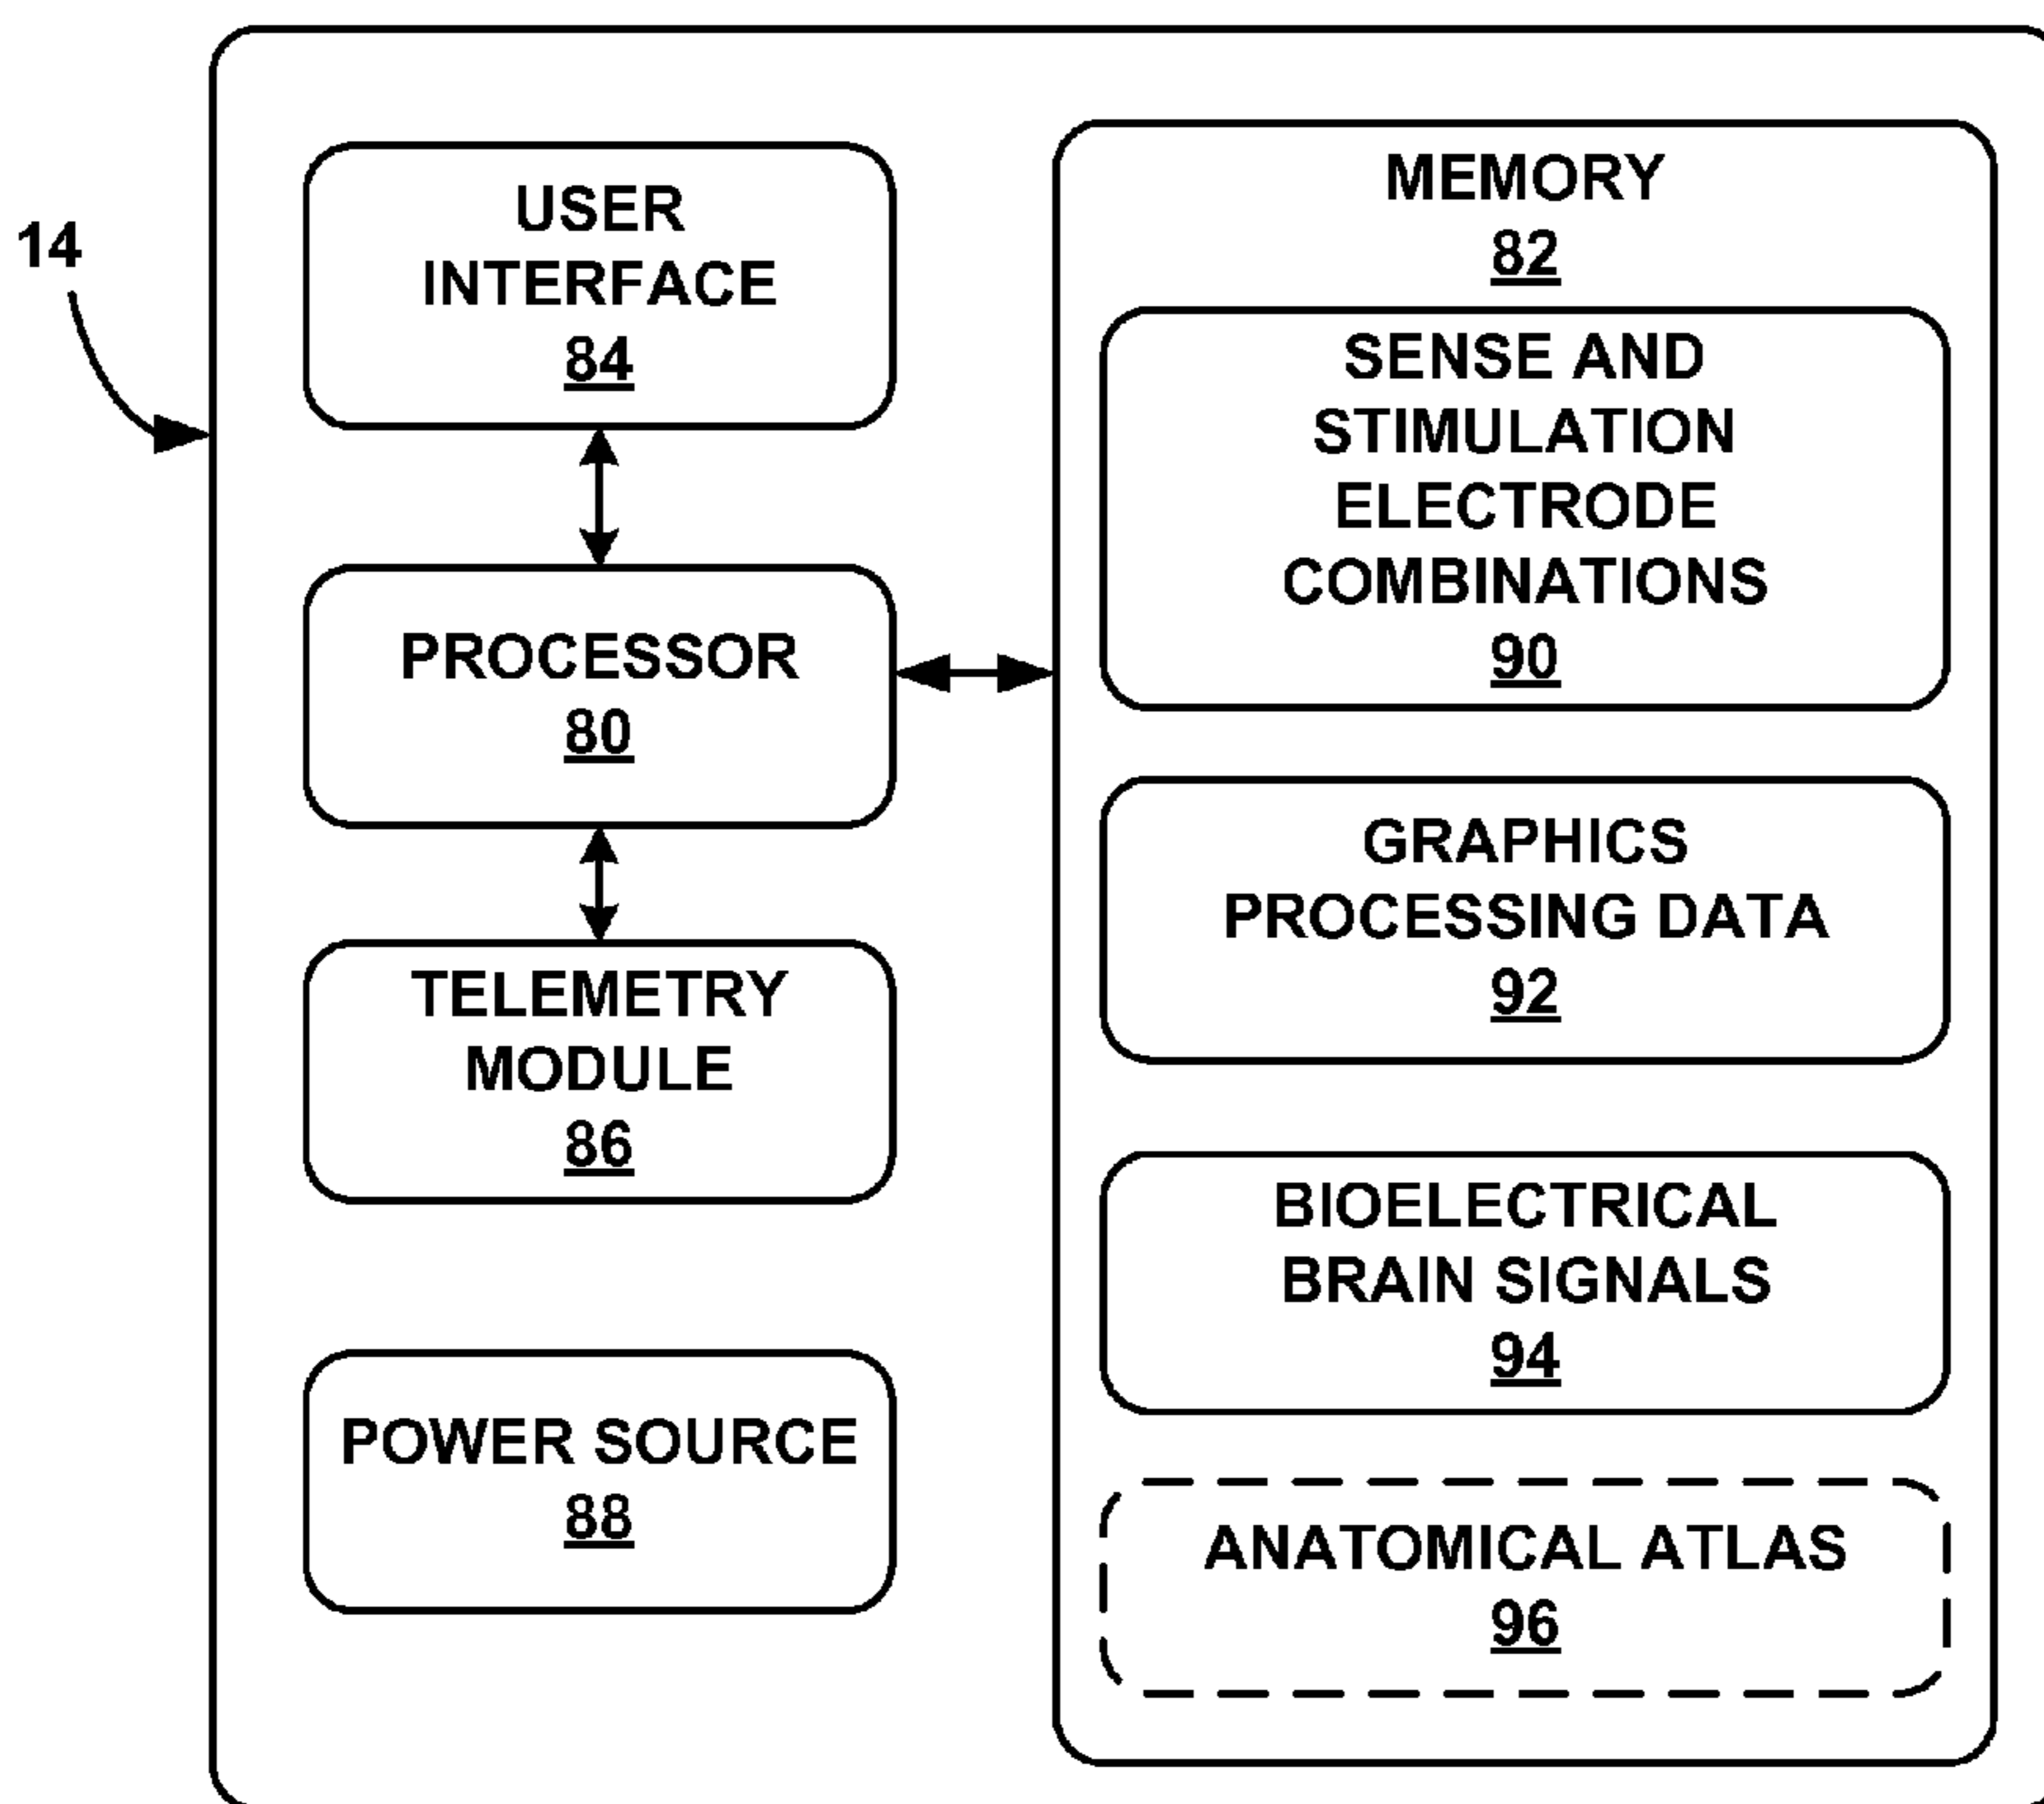 14
USER
INTERFACE
84
PROCESSOR
80
TELEMETRY
MODULE
86
POWER SOURCE
88
MEMORY
82
SENSE AND
STIMULATION
ELECTRODE
COMBINATIONS
90
GRAPHICS
PROCESSING DATA
92
BIOELECTRICAL
BRAIN SIGNALS
94
ANATOMICAL ATLAS
96